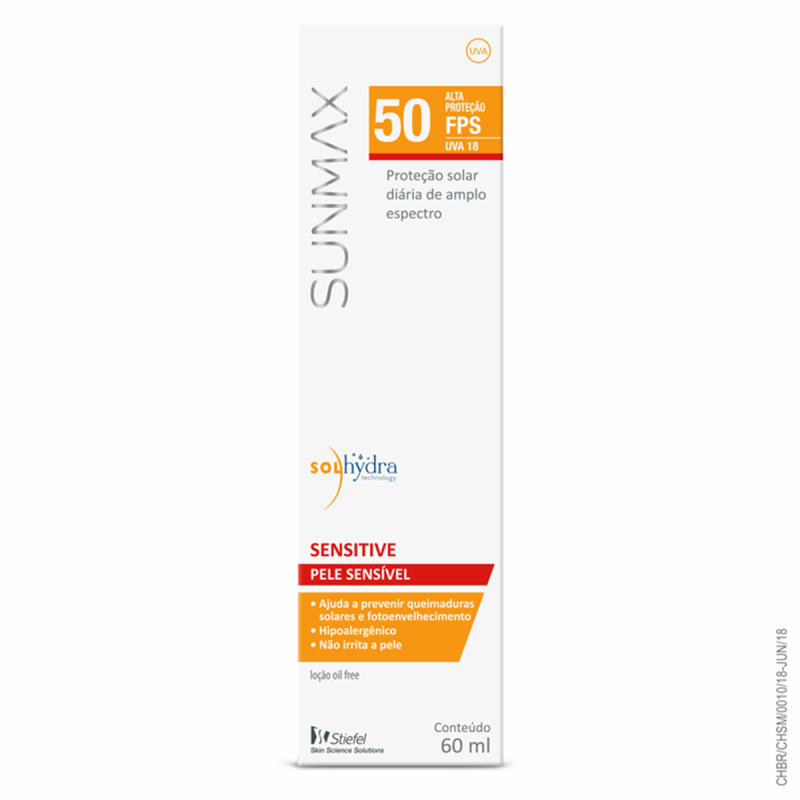 UVA
SUNMAX
50
ALTA
PROTEÇÃO
FPS
UVA 18
Proteção solar
diária de amplo
espectro
SOLhydra
technology
SENSITIVE
PELE SENSÍVEL
• Ajuda a prevenir queimaduras
solares e fotoenvelhecimento
• Hipoalergênico
• Não irrita a pele
loção oil free
Stiefel
Skin Science Solutions
Conteúdo
60 ml
CHBR/CHSM/0010/18-JUN/18